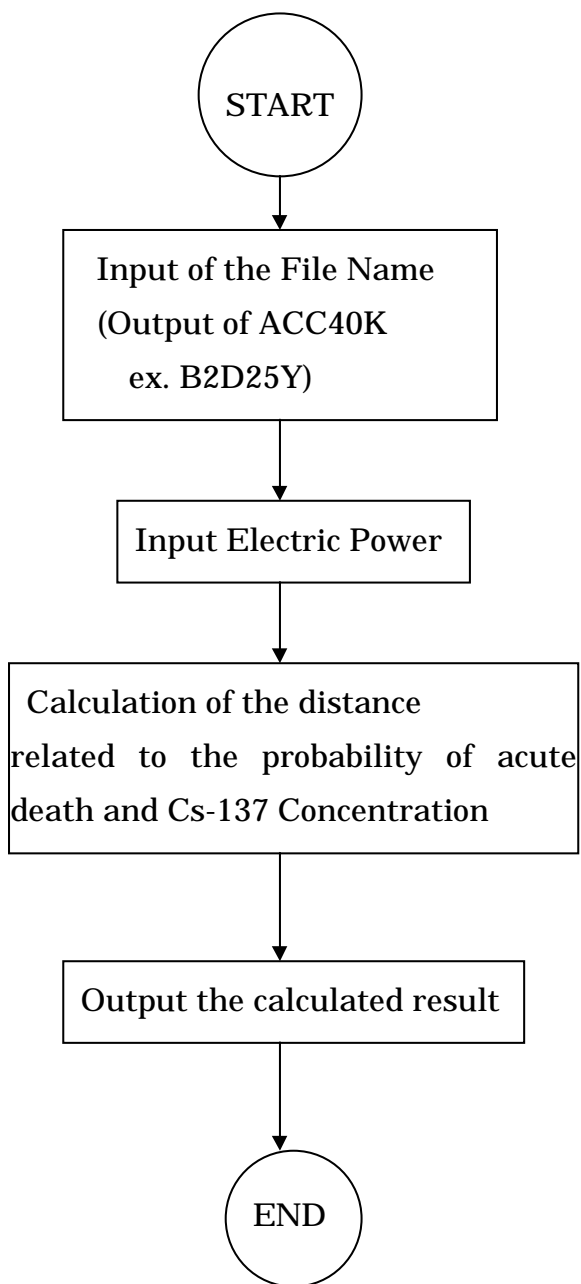 START
Input of the File Name
(Output of ACC40K
ex. B2D25Y)
Input Electric Power
Calculation of the distance
related to the probability of acute
death and Cs-137 Concentration
Output the calculated result
END